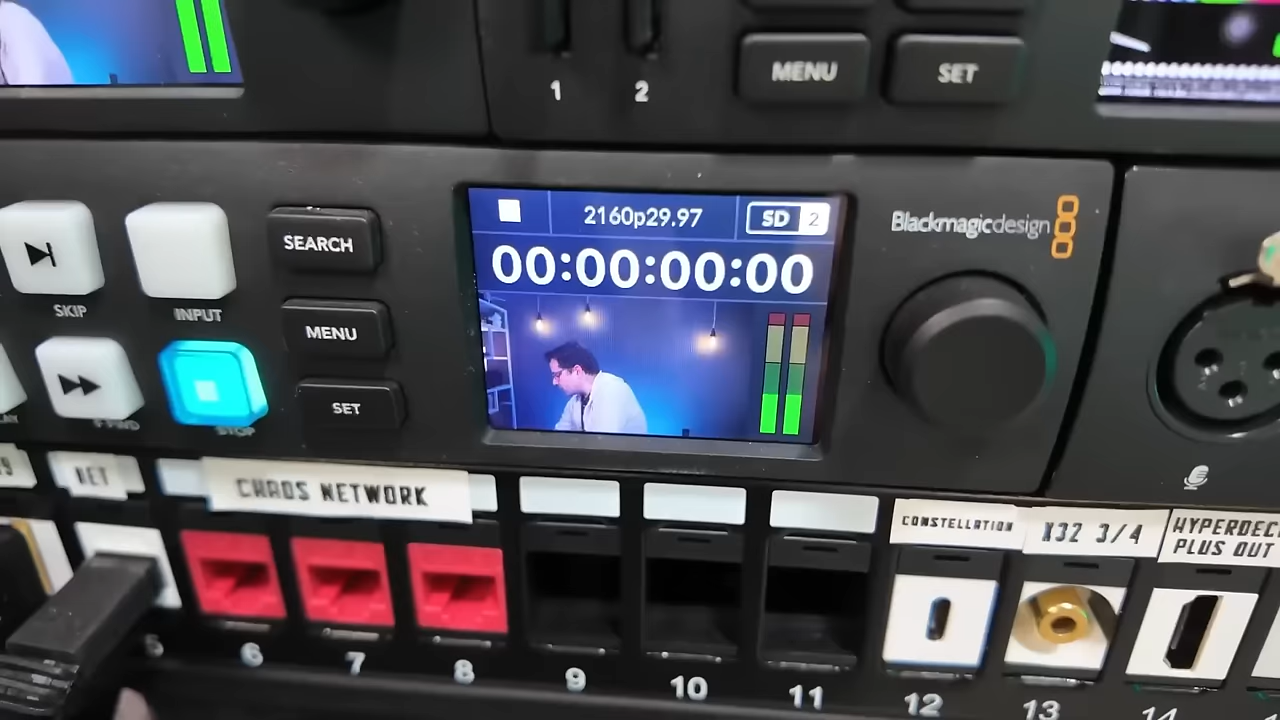 1
2
MENU
SET
2160p29.97
SD 2
00:00:00:00
Blackmagicdesign
SKIP
INPUT
SEARCH
MENU
SET
STOP
NET
CHAOS NETWORK
CONSTELLATION
X32 3/4
HYPERDECK
PLUS OUT
5
6
7
8
9
10
11
12
13
14